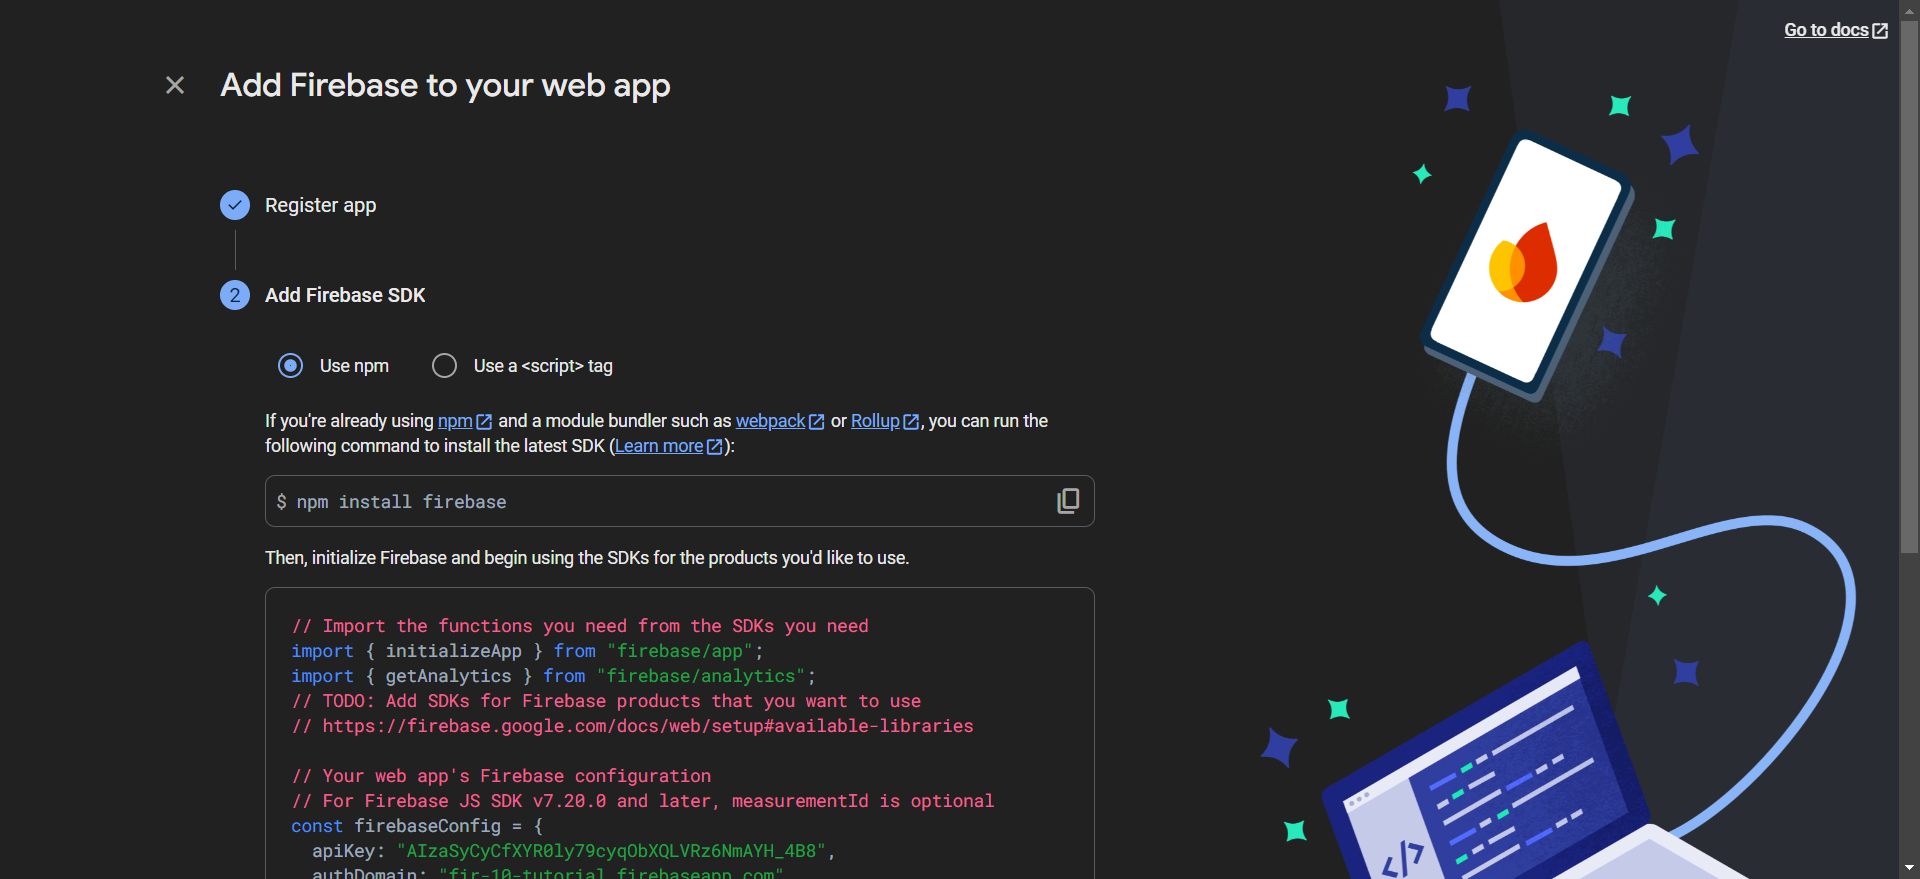 Go to docs
Add Firebase to your web app
Register app
2 Add Firebase SDK
Use npm Use a <script> tag
If you're already using npm and a module bundler such as webpack or Rollup, you can run the
following command to install the latest SDK (Learn more):
$ npm install firebase
Then, initialize Firebase and begin using the SDKs for the products you'd like to use.
// Import the functions you need from the SDKs you need
import { initializeApp } from "firebase/app";
import { getAnalytics } from "firebase/analytics";
// TODO: Add SDKs for Firebase products that you want to use
// https://firebase.google.com/docs/web/setup#available-libraries
// Your web app's Firebase configuration
// For Firebase JS SDK v7.20.0 and later, measurementId is optional
const firebaseConfig = {
apiKey: "AIzaSyCyCfXYR0ly79cyqObXQLVRz6NmAYH_4B8",
authDomain: "fir-10-tutorial.firebaseapp.com"